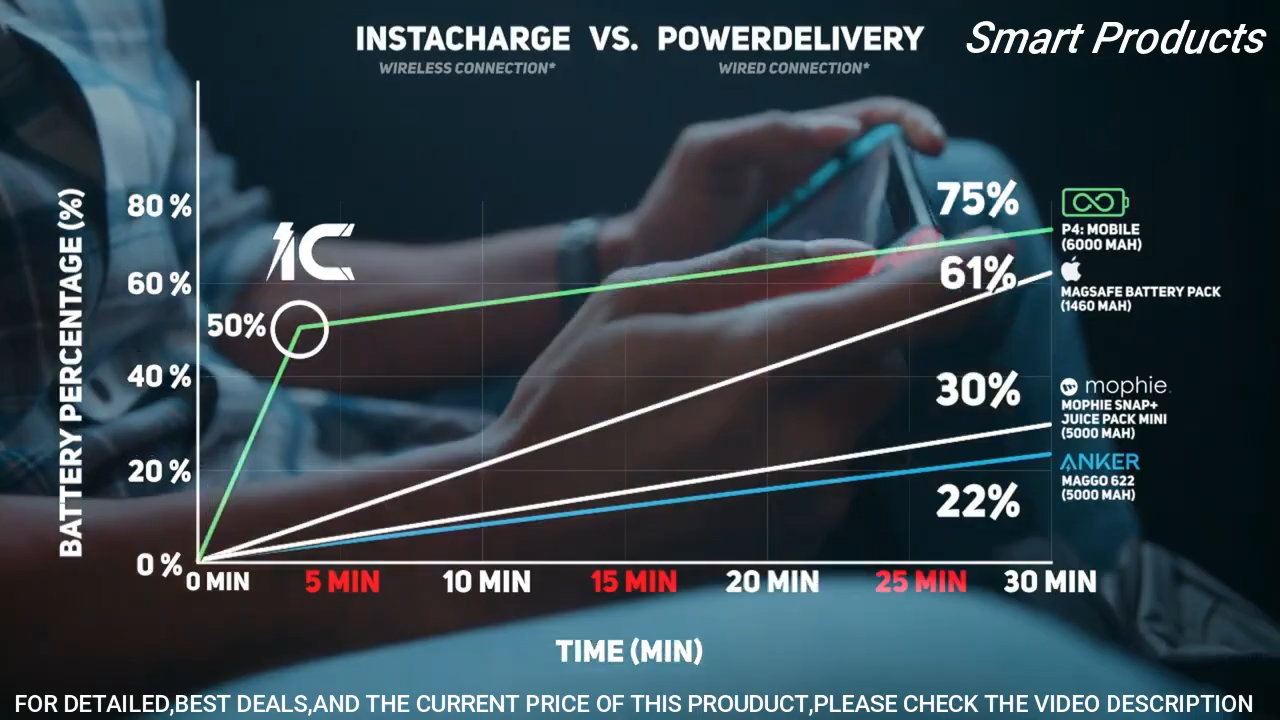 INSTACHARGE VS. POWERDELIVERY
Smart Products
WIRELESS CONNECTION*
WIRED CONNECTION*
BATTERY PERCENTAGE (%)
80 %
60 %
40 %
20 %
0 %
IC
50%
75%
P4: MOBILE
(6000 MAH)
61%
MAGSAFE BATTERY PACK
(1460 MAH)
30%
mophie
MOPHIE SNAP+
JUICE PACK MINI
(5000 MAH)
22%
ANKER
MAGGO 622
(5000 MAH)
0 MIN 5 MIN 10 MIN 15 MIN 20 MIN 25 MIN 30 MIN
TIME (MIN)
FOR DETAILED,BEST DEALS,AND THE CURRENT PRICE OF THIS PROUDUCT,PLEASE CHECK THE VIDEO DESCRIPTION